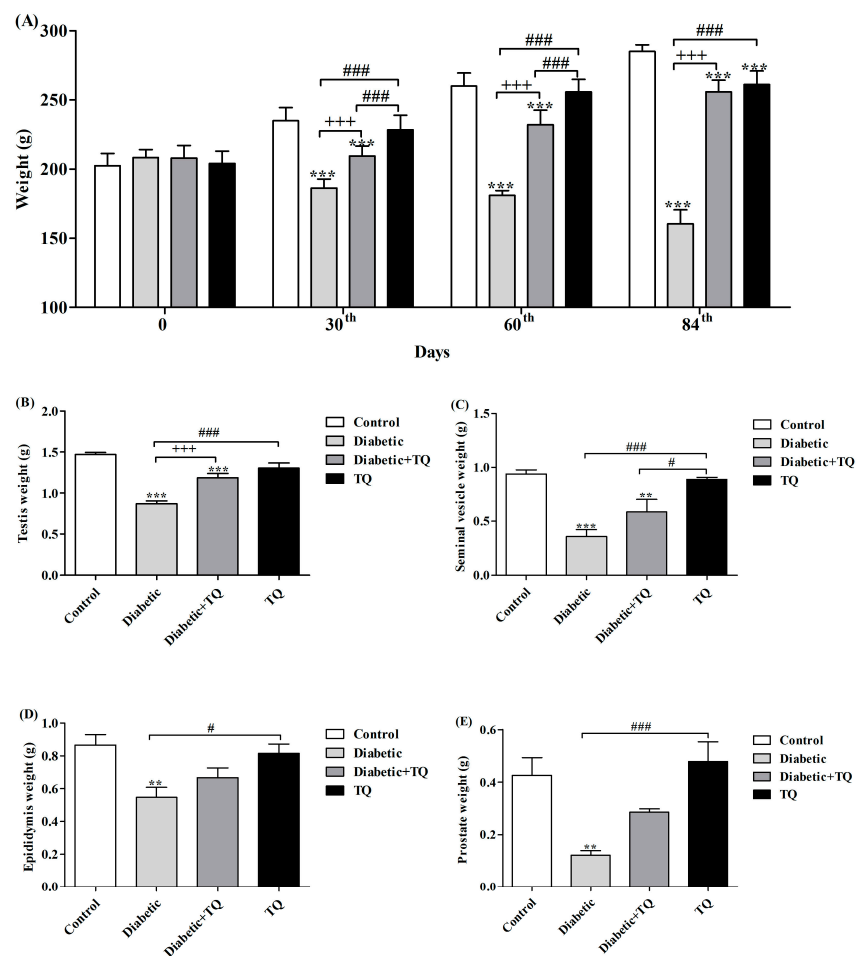 (A)
300
250
200
150
100
Weight (g)
###
###
+++
***
***
###
###
+++
***
***
###
+++
***
***
***
0
30th
60th
84th
Days
(B)
2.0
1.5
1.0
0.5
0.0
Testis weight (g)
###
+++
***
***
Control
Diabetic
Diabetic+TQ
TQ
Control
Diabetic
Diabetic+TQ
TQ
(C)
1.5
1.0
0.5
0.0
Seminal vesicle weight (g)
###
#
***
**
Control
Diabetic
Diabetic+TQ
TQ
Control
Diabetic
Diabetic+TQ
TQ
(D)
1.0
0.8
0.6
0.4
0.2
0.0
Epididymis weight (g)
#
**
Control
Diabetic
Diabetic+TQ
TQ
Control
Diabetic
Diabetic+TQ
TQ
(E)
0.6
0.4
0.2
0.0
Prostate weight (g)
###
**
Control
Diabetic
Diabetic+TQ
TQ
Control
Diabetic
Diabetic+TQ
TQ